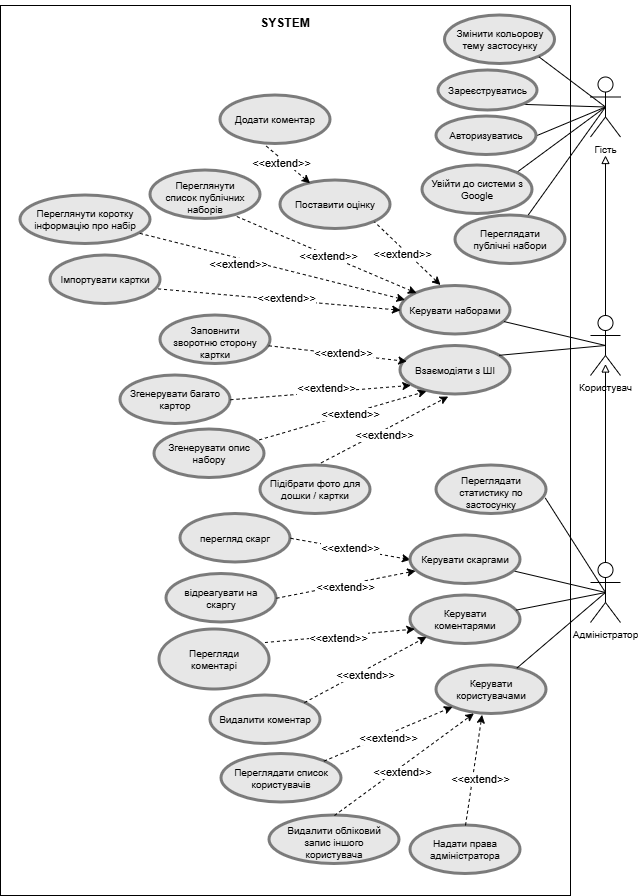 SYSTEM
Змінити кольорову
тему застосунку
Зареєструватись
Гість
Додати коментар
Авторизуватись
<<extend>>
Переглянути
список публічних
наборів
Увійти до системи з
Google
Поставити оцінку
Переглянути коротку
інформацію про набір
Переглядати
публічні набори
<<extend>>
<<extend>>
<<extend>>
Імпортувати картки
<<extend>>
Керувати наборами
Заповнити
зворотню сторону
картки
<<extend>>
Взаємодіяти з ШІ
Користувач
Згенерувати багато
картор
<<extend>>
<<extend>>
Згенерувати опис
набору
<<extend>>
Підібрати фото для
дошки / картки
Переглядати
статистику по
застосунку
перегляд скарг
<<extend>>
Керувати скаргами
<<extend>>
відреагувати на
скаргу
Керувати
коментарями
Адміністратор
<<extend>>
Перегляди
коментарі
<<extend>>
Керувати
користувачами
Видалити коментар
<<extend>>
Переглядати список
користувачів
<<extend>>
<<extend>>
Видалити обліковий
запис іншого
користувача
Надати права
адміністратора